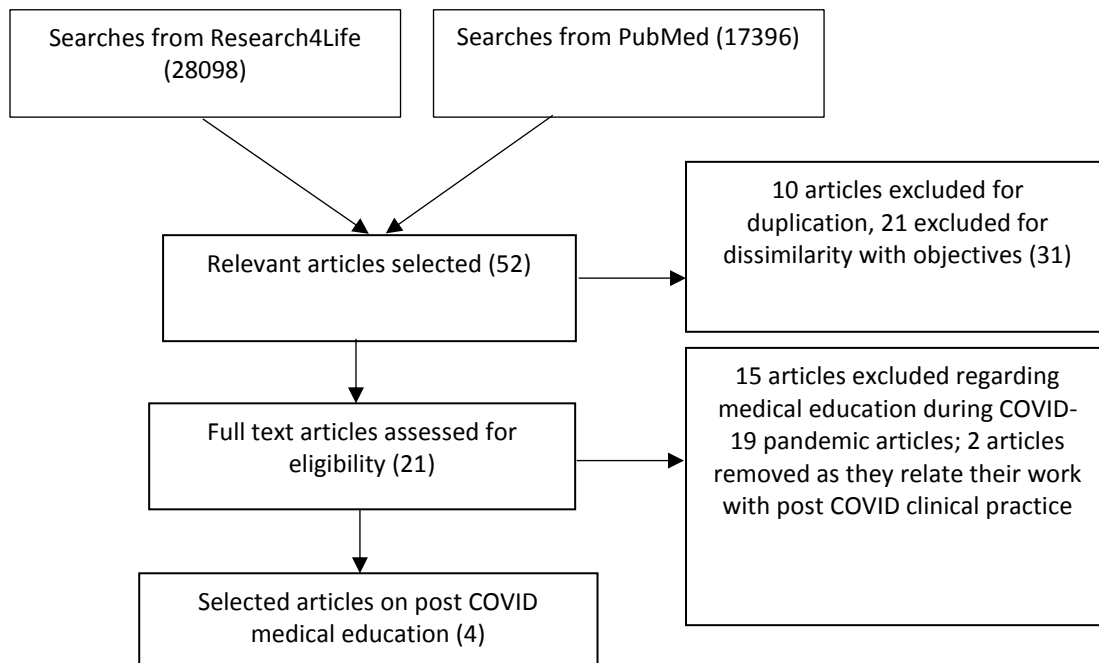 Searches from Research4Life
(28098)
Searches from PubMed (17396)
10 articles excluded for
duplication, 21 excluded for
dissimilarity with objectives (31)
Relevant articles selected (52)
15 articles excluded regarding
medical education during COVID-
19 pandemic articles; 2 articles
removed as they relate their work
with post COVID clinical practice
Full text articles assessed for
eligibility (21)
Selected articles on post COVID
medical education (4)